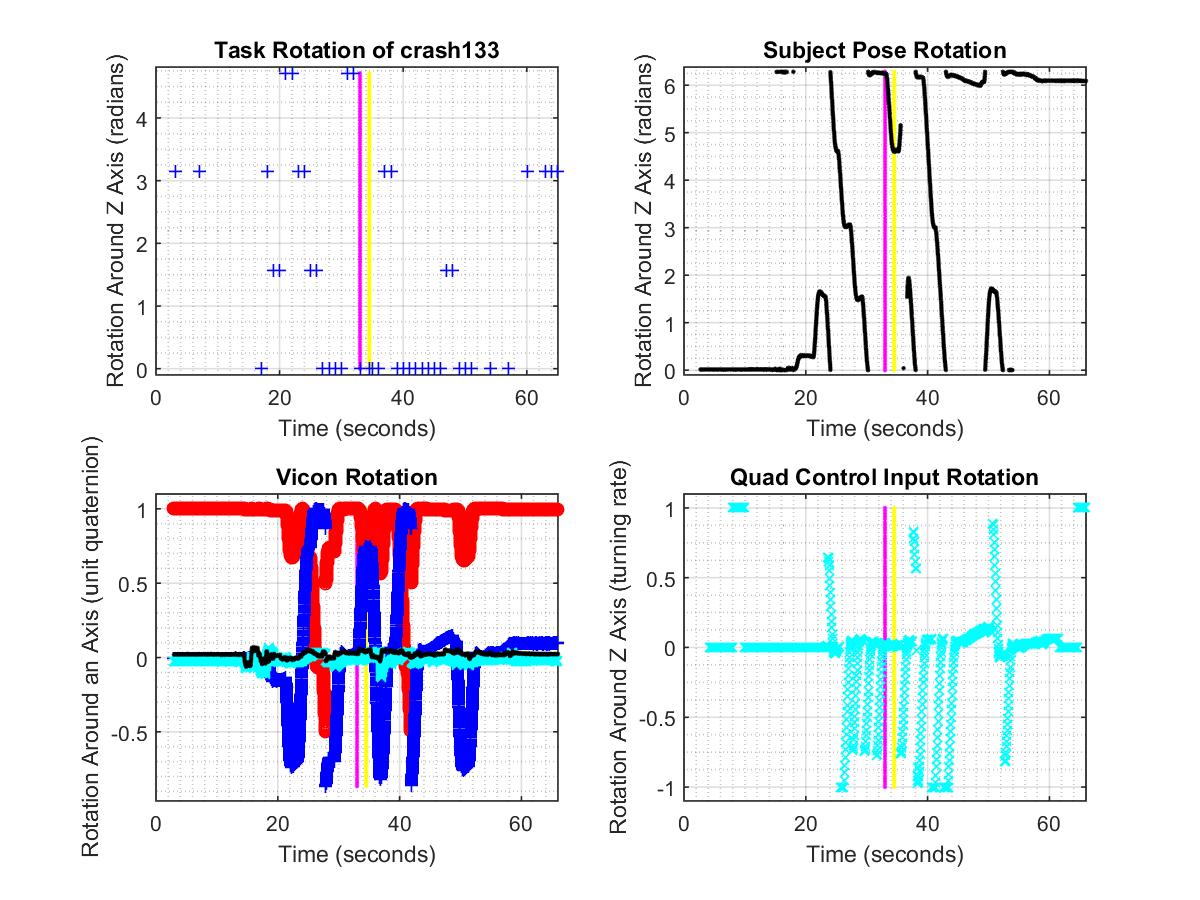 Task Rotation of crash133
Rotation Around Z Axis (radians)
4
3
2
1
0
0 20 40 60
Time (seconds)
Subject Pose Rotation
Rotation Around Z Axis (radians)
6
5
4
3
2
1
0
0 20 40 60
Time (seconds)
Vicon Rotation
Rotation Around an Axis (unit quaternion)
1
0.5
0
-0.5
0 20 40 60
Time (seconds)
Quad Control Input Rotation
Rotation Around Z Axis (turning rate)
1
0.5
0
-0.5
-1
0 20 40 60
Time (seconds)